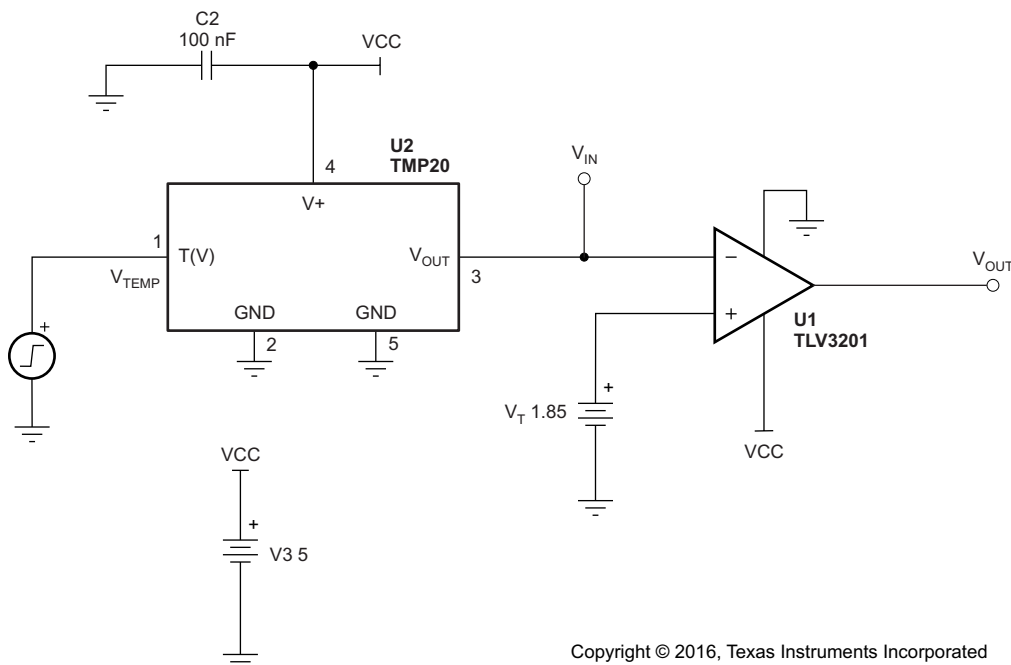 C2
100 nF
VCC
U2
TMP20
4
V+
V_IN
1
T(V)
V_TEMP
V_OUT
3
GND
GND
2
5
−
+
V_OUT
U1
TLV3201
+
+
V_T 1.85
VCC
VCC
+
V3 5
Copyright © 2016, Texas Instruments Incorporated